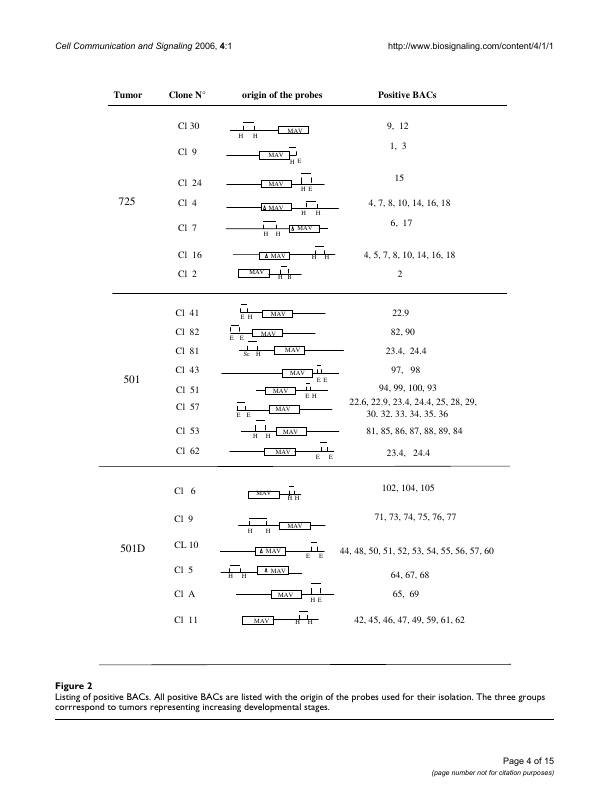 Cell Communication and Signaling 2006, 4:1 http://www.biosignaling.com/content/4/1/1
Tumor Clone N° origin of the probes Positive BACs
Cl 30 MAV H H 9, 12
Cl 9 MAV H E 1, 3
Cl 24 MAV H E 15
725
Cl 4 Δ MAV H H 4, 7, 8, 10, 14, 16, 18
Cl 7 H H Δ MAV 6, 17
Cl 16 Δ MAV H H 4, 5, 7, 8, 10, 14, 16, 18
Cl 2 MAV H 2
Cl 41 E H MAV 22.9
Cl 82 E E MAV 82, 90
Cl 81 Sc H MAV 23.4, 24.4
Cl 43 MAV E E 97, 98
501
Cl 51 MAV E H 94, 99, 100, 93
Cl 57 E E MAV 22.6, 22.9, 23.4, 24.4, 25, 28, 29,
30. 32. 33. 34. 35. 36
Cl 53 H H MAV 81, 85, 86, 87, 88, 89, 84
Cl 62 MAV E E 23.4, 24.4
Cl 6 MAV H H 102, 104, 105
Cl 9 H H MAV 71, 73, 74, 75, 76, 77
501D
CL 10 Δ MAV E E 44, 48, 50, 51, 52, 53, 54, 55, 56, 57, 60
Cl 5 H H MAV 64, 67, 68
Cl A MAV H E 65, 69
Cl 11 MAV H H 42, 45, 46, 47, 49, 59, 61, 62
Figure 2
Listing of positive BACs. All positive BACs are listed with the origin of the probes used for their isolation. The three groups
corrrespond to tumors representing increasing developmental stages.
Page 4 of 15
(page number not for citation purposes)